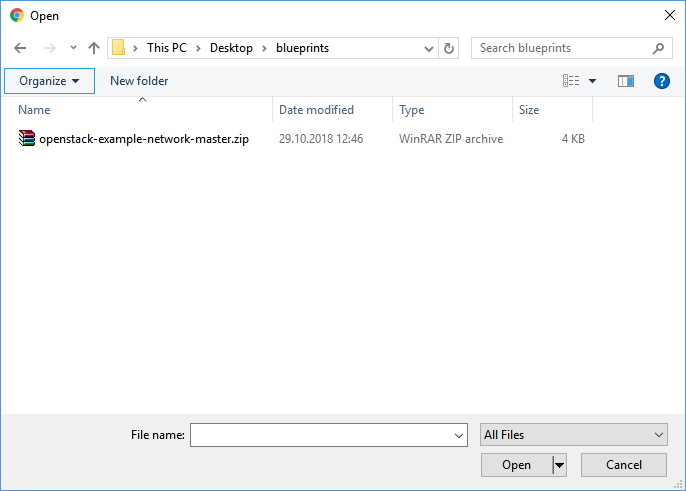 Open
This PC Desktop blueprints Search blueprints
Organize New folder ?
Name Date modified Type Size
openstack-example-network-master.zip 29.10.2018 12:46 WinRAR ZIP archive 4 KB
File name: All Files
Open Cancel